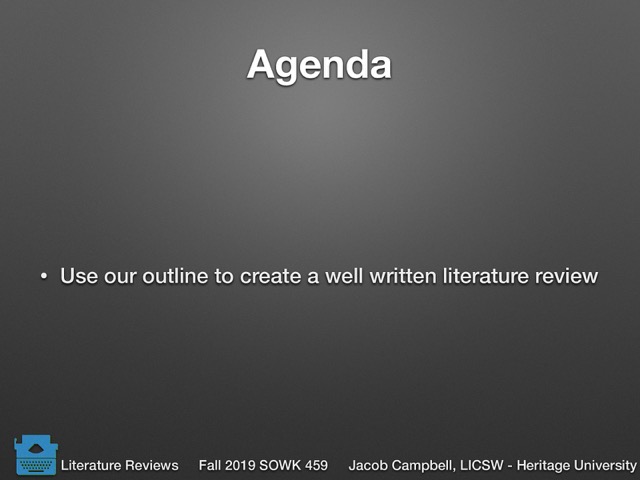 Agenda
• Use our outline to create a well written literature review
Literature Reviews Fall 2019 SOWK 459 Jacob Campbell, LICSW - Heritage University